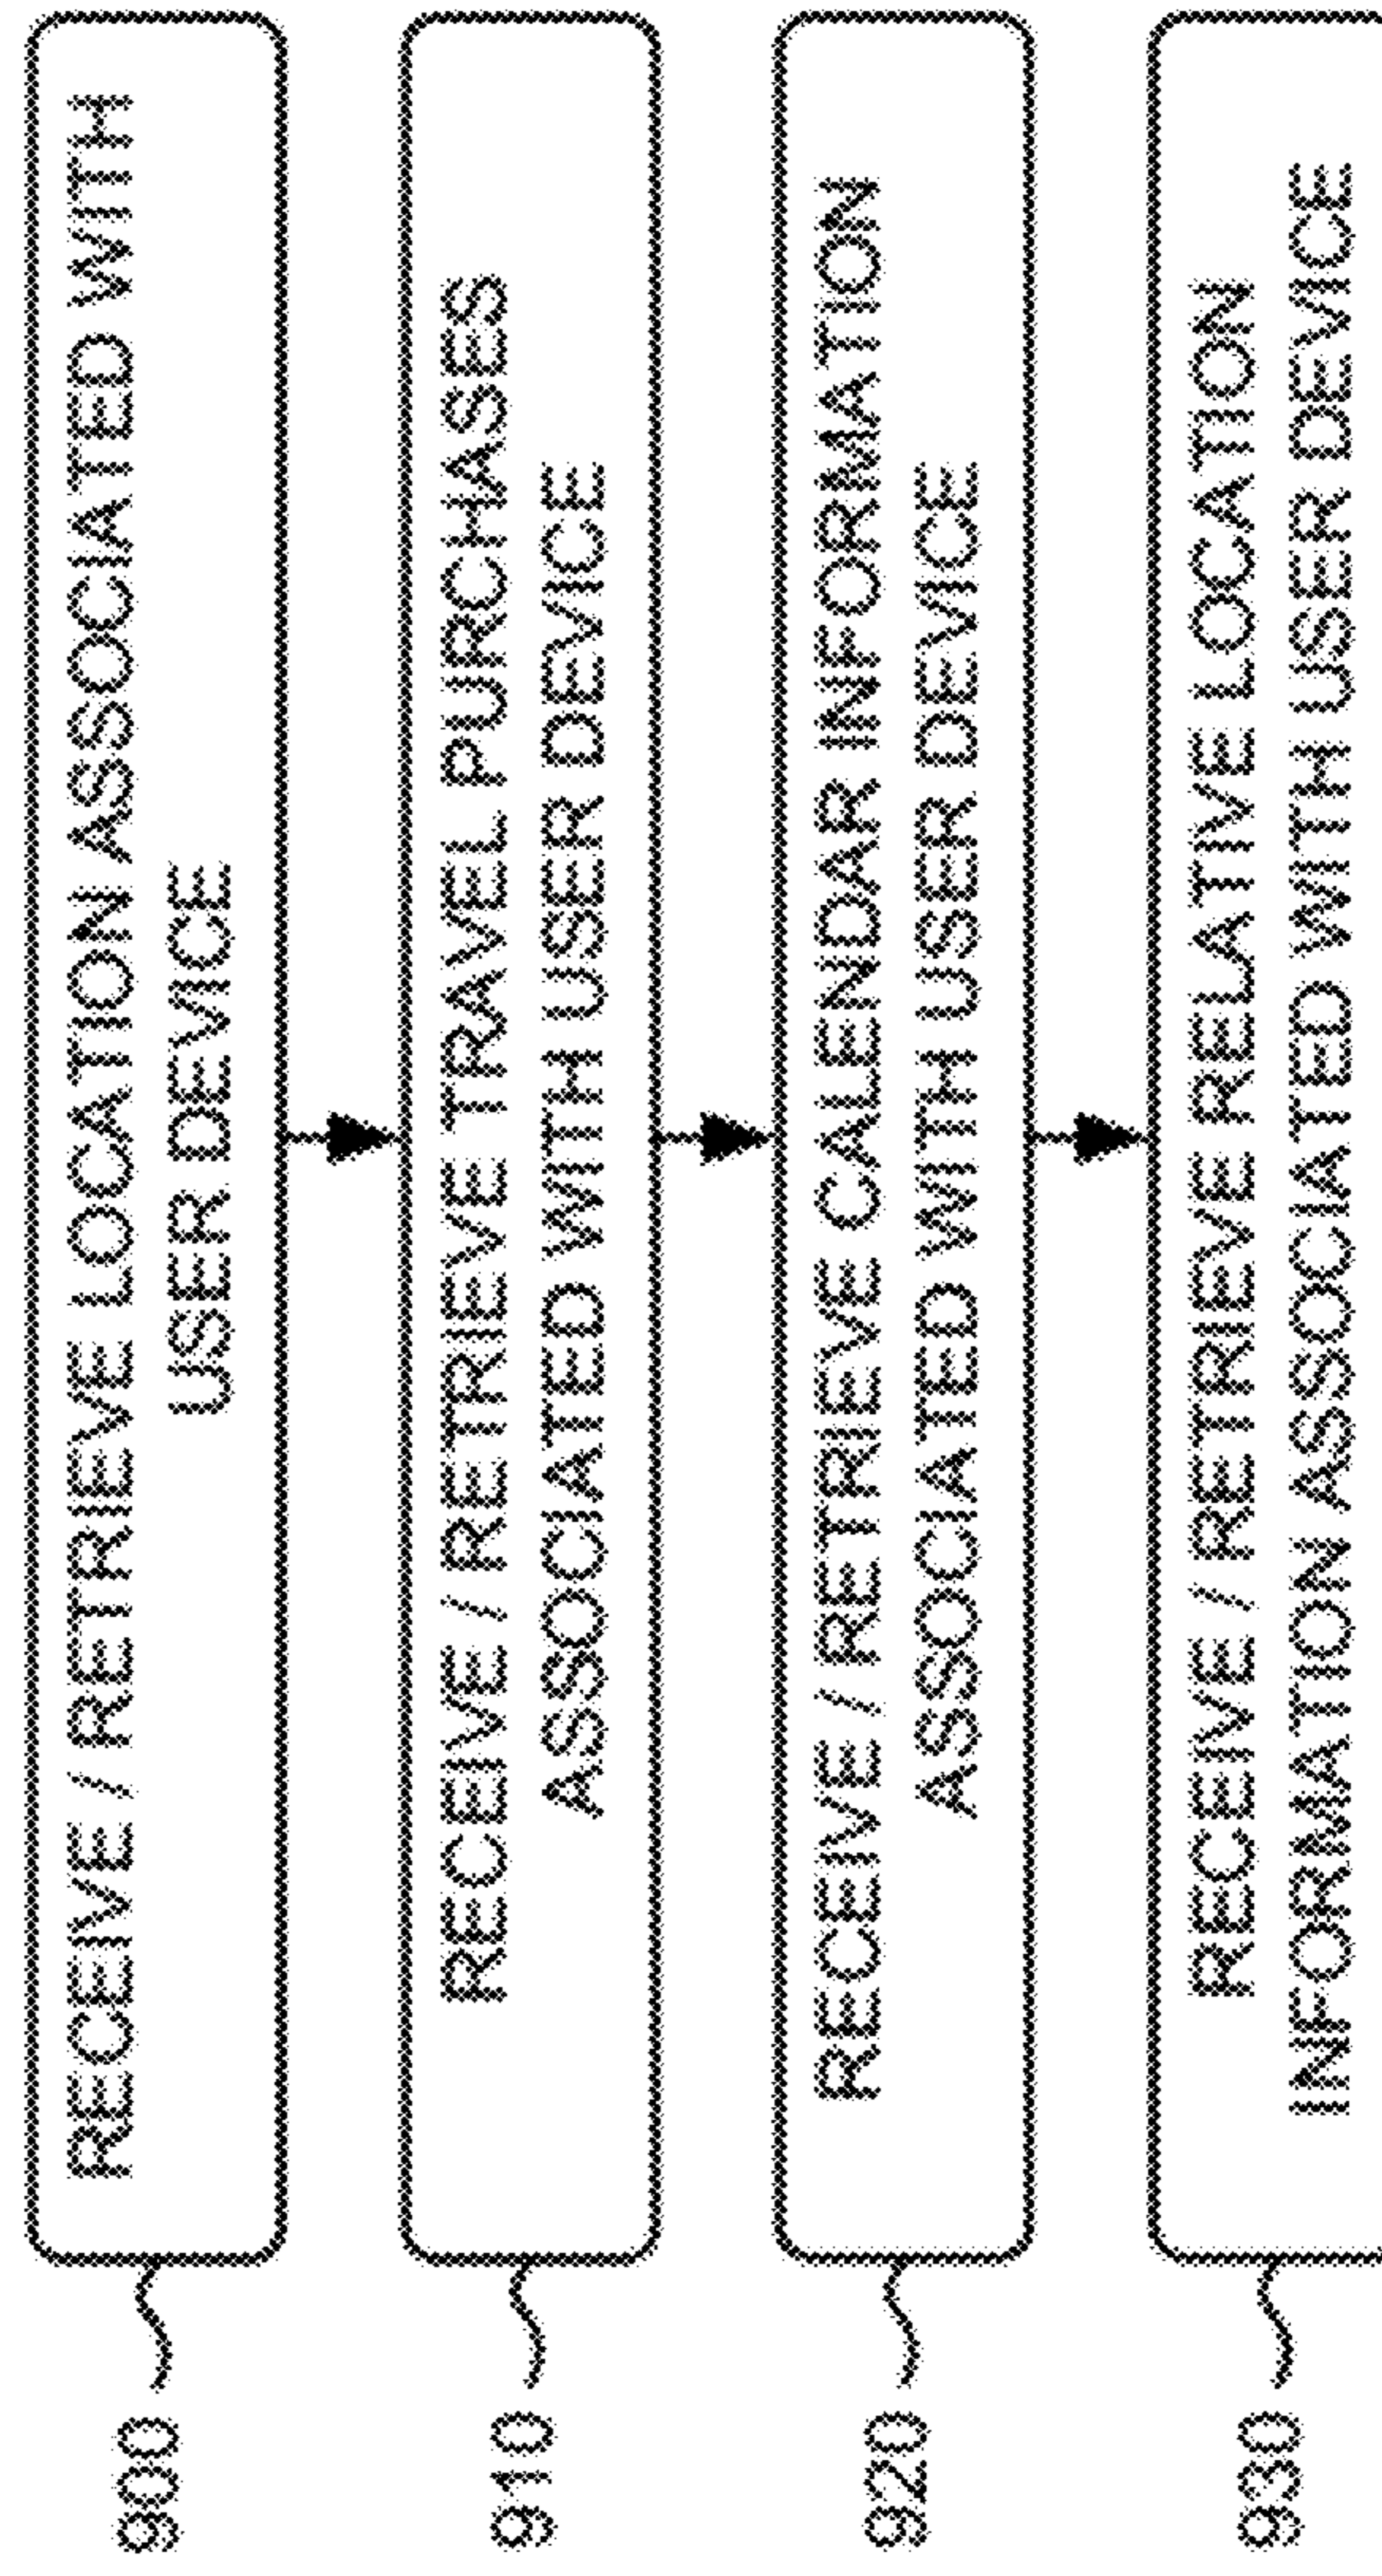 900
RECEIVE / RETRIEVE LOCATION ASSOCIATED WITH
USER DEVICE
910
RECEIVE / RETRIEVE TRAVEL PURCHASES
ASSOCIATED WITH USER DEVICE
920
RECEIVE / RETRIEVE CALENDAR INFORMATION
ASSOCIATED WITH USER DEVICE
930
RECEIVE / RETRIEVE RELATIVE LOCATION
INFORMATION ASSOCIATED WITH USER DEVICE